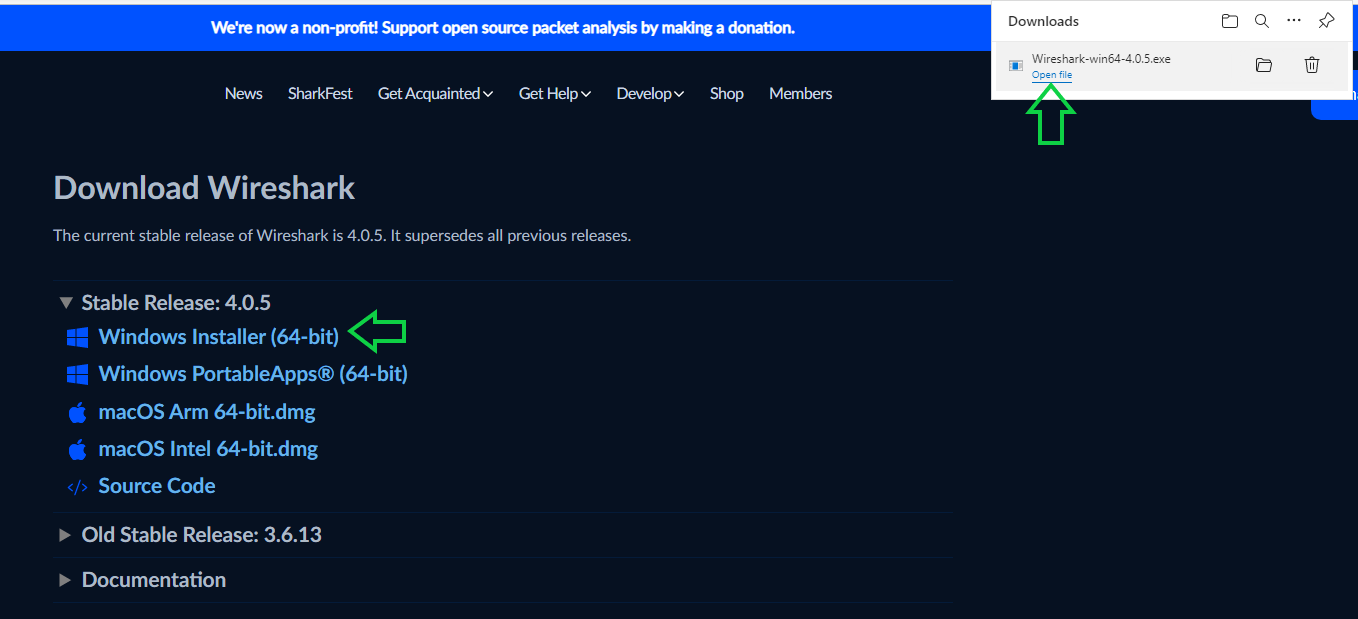 We're now a non-profit! Support open source packet analysis by making a donation.
Downloads
Wireshark-win64-4.0.5.exe
Open file
News SharkFest Get Acquainted Get Help Develop Shop Members
Download Wireshark
The current stable release of Wireshark is 4.0.5. It supersedes all previous releases.
Stable Release: 4.0.5
Windows Installer (64-bit)
Windows PortableApps® (64-bit)
macOS Arm 64-bit.dmg
macOS Intel 64-bit.dmg
</> Source Code
Old Stable Release: 3.6.13
Documentation